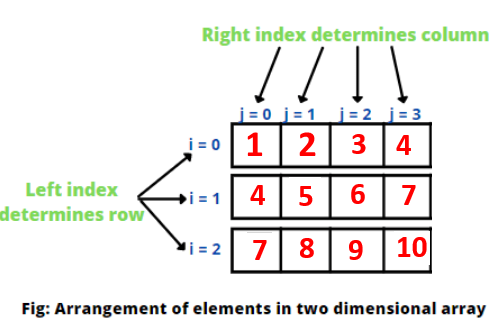 Right index determines column
j = 0 j = 1 j = 2 j = 3
i = 0 1 2 3 4
Left index
determines row
i = 1 4 5 6 7
i = 2 7 8 9 10
Fig: Arrangement of elements in two dimensional array